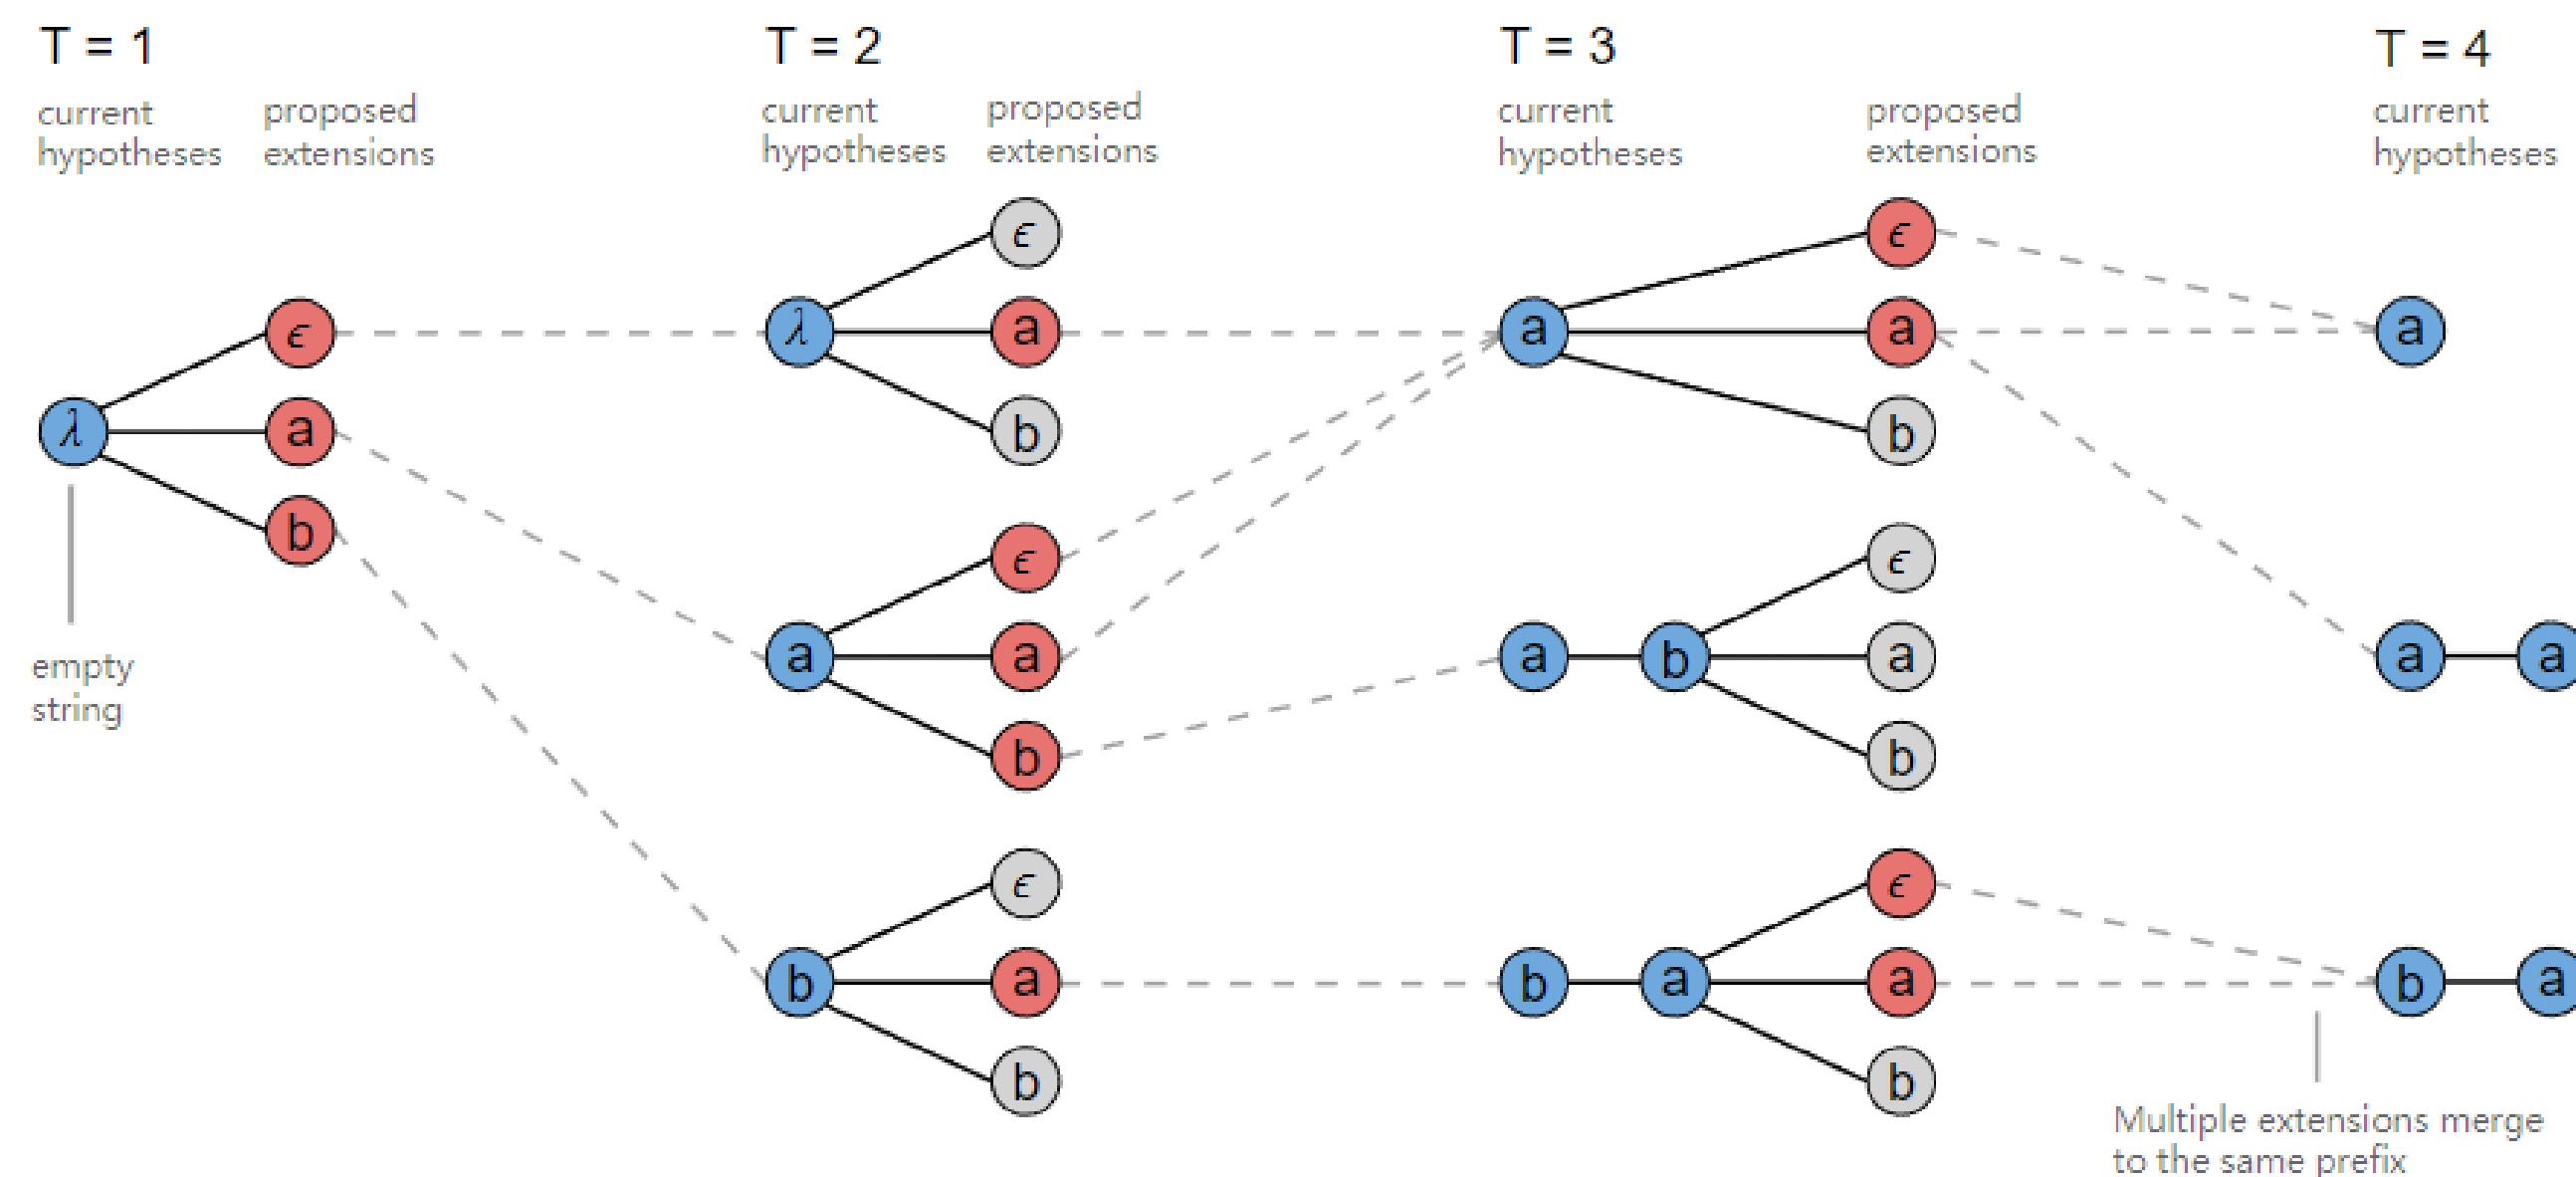 T = 1
current hypotheses
proposed extensions
T = 2
current hypotheses
proposed extensions
T = 3
current hypotheses
proposed extensions
T = 4
current hypotheses
λ
ϵ
a
b
empty
string
λ
ϵ
a
b
a
ϵ
a
b
b
ϵ
a
b
a
ϵ
a
b
a b
ϵ
a
b
b a
ϵ
a
b
a
a a
b a
Multiple extensions merge
to the same prefix